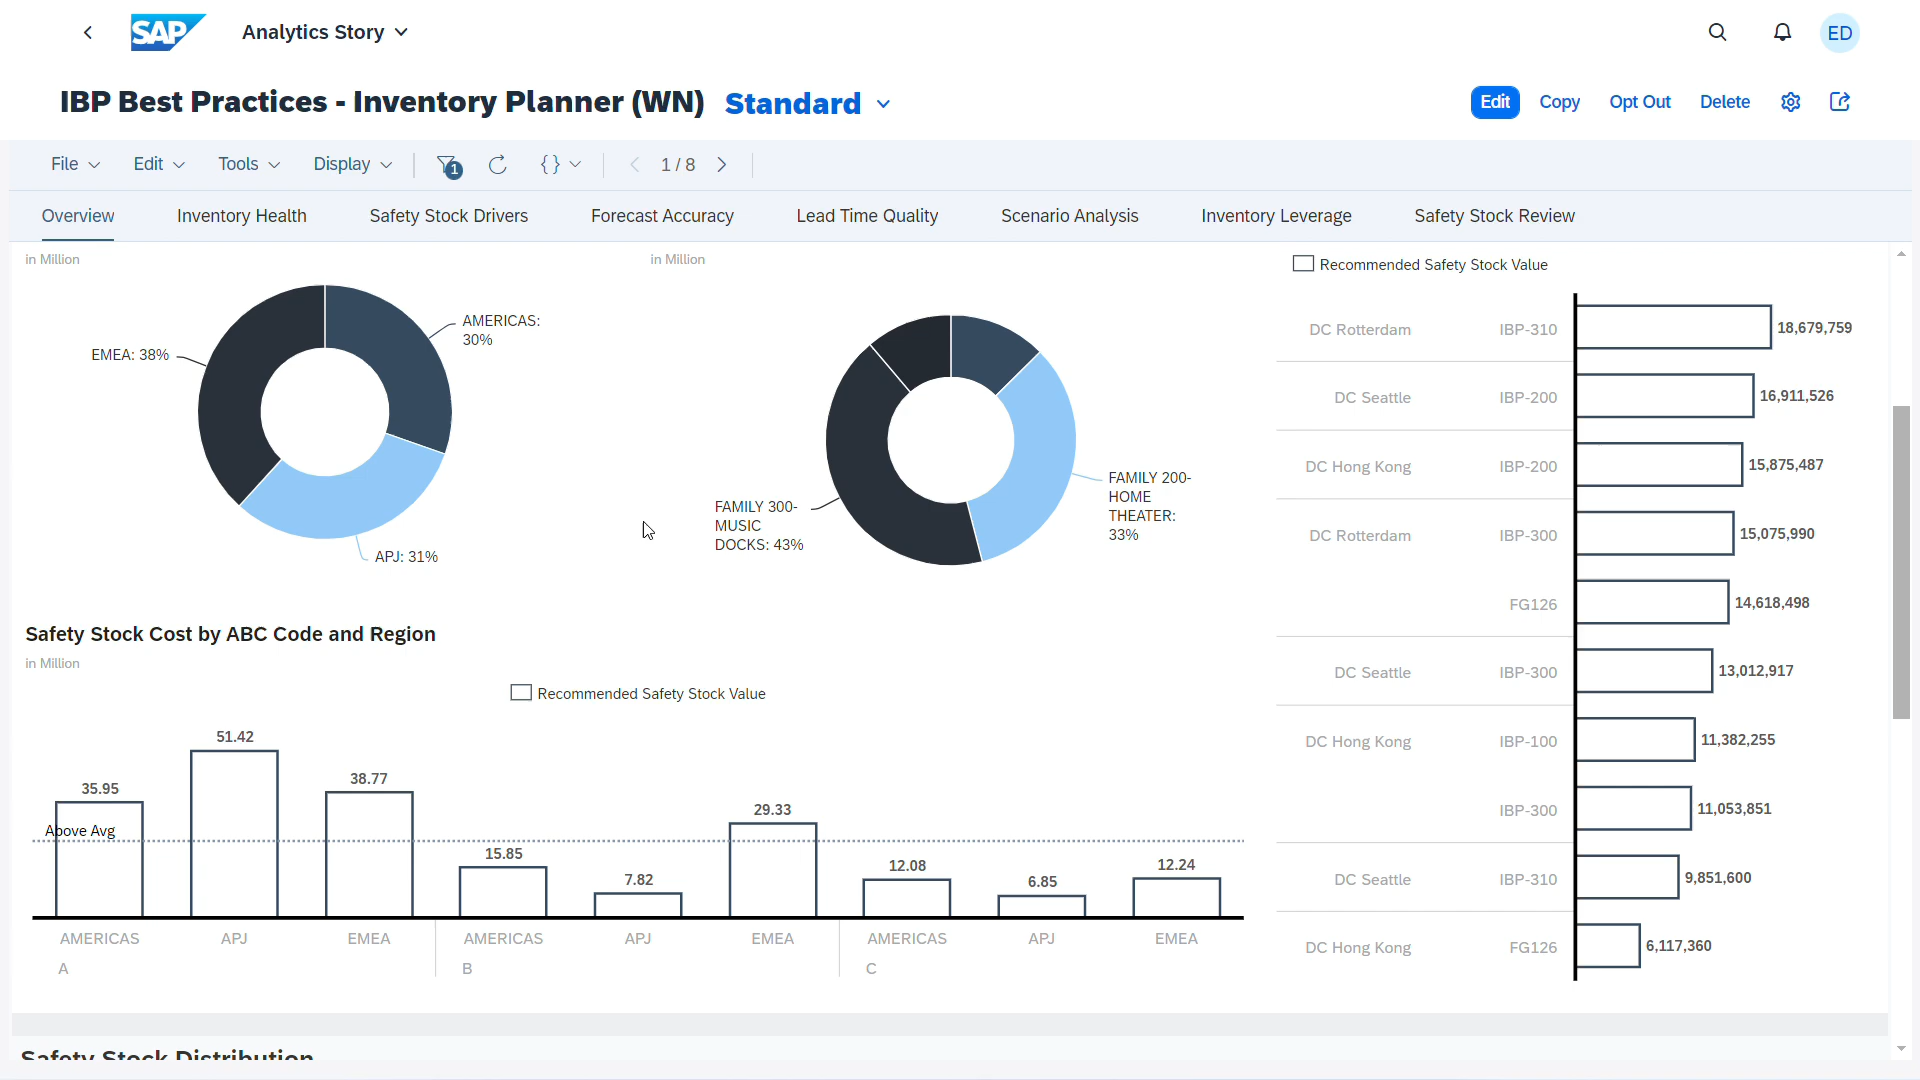 SAP
Analytics Story
ED
IBP Best Practices - Inventory Planner (WN)
Standard
Edit
Copy
Opt Out
Delete
File
Edit
Tools
Display
1
{ }
1 / 8
Overview
Inventory Health
Safety Stock Drivers
Forecast Accuracy
Lead Time Quality
Scenario Analysis
Inventory Leverage
Safety Stock Review
in Million
EMEA: 38%
AMERICAS:
30%
APJ: 31%
in Million
FAMILY 300-
MUSIC
DOCKS: 43%
FAMILY 200-
HOME
THEATER:
33%
Recommended Safety Stock Value
DC Rotterdam IBP-310 18,679,759
DC Seattle IBP-200 16,911,526
DC Hong Kong IBP-200 15,875,487
DC Rotterdam IBP-300 15,075,990
FG126 14,618,498
DC Seattle IBP-300 13,012,917
DC Hong Kong IBP-100 11,382,255
IBP-300 11,053,851
DC Seattle IBP-310 9,851,600
DC Hong Kong FG126 6,117,360
Safety Stock Cost by ABC Code and Region
in Million
Recommended Safety Stock Value
35.95
51.42
38.77
15.85
7.82
29.33
12.08
6.85
12.24
Above Avg
AMERICAS APJ EMEA AMERICAS APJ EMEA AMERICAS APJ EMEA
A B C
Safety Stock Distribution